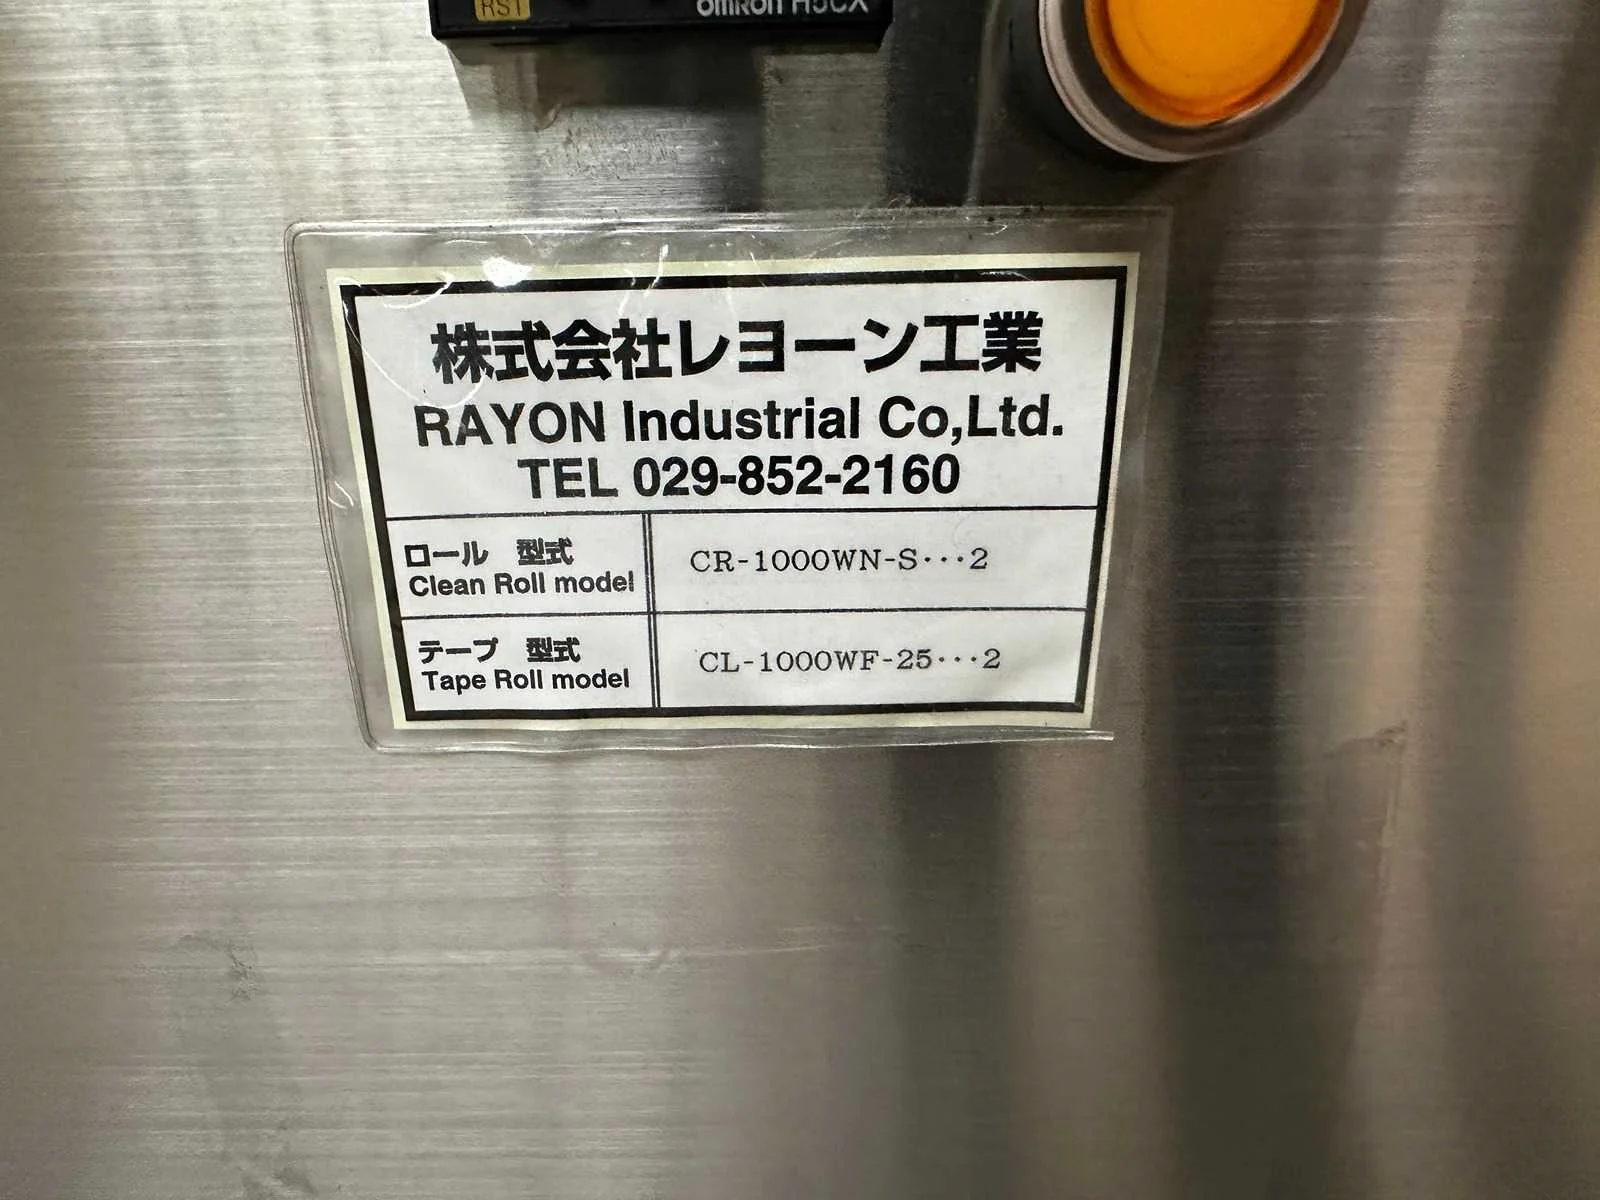 RST
omron H5CX
株式会社レヨーン工業
RAYON Industrial Co,Ltd.
TEL 029-852-2160
ロール 型式
Clean Roll model
CR-1000WN-S···2
テープ 型式
Tape Roll model
CL-1000WF-25···2